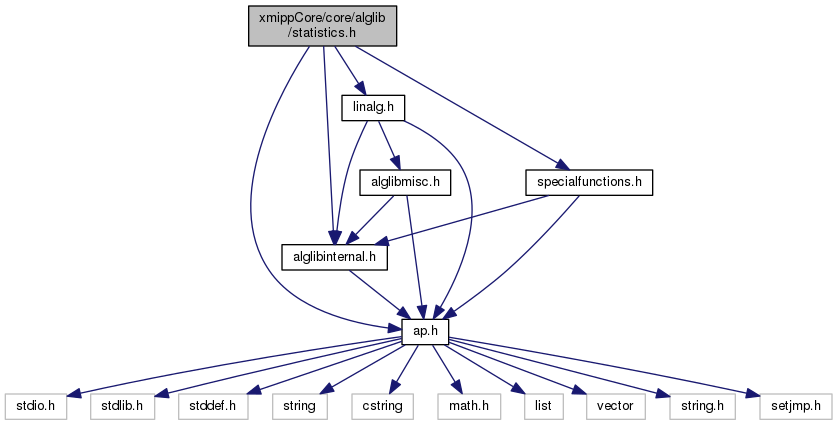 xmippCore/core/alglib
/statistics.h
linalg.h
alglibmisc.h
specialfunctions.h
alglibinternal.h
ap.h
stdio.h
stdlib.h
stddef.h
string
cstring
math.h
list
vector
string.h
setjmp.h